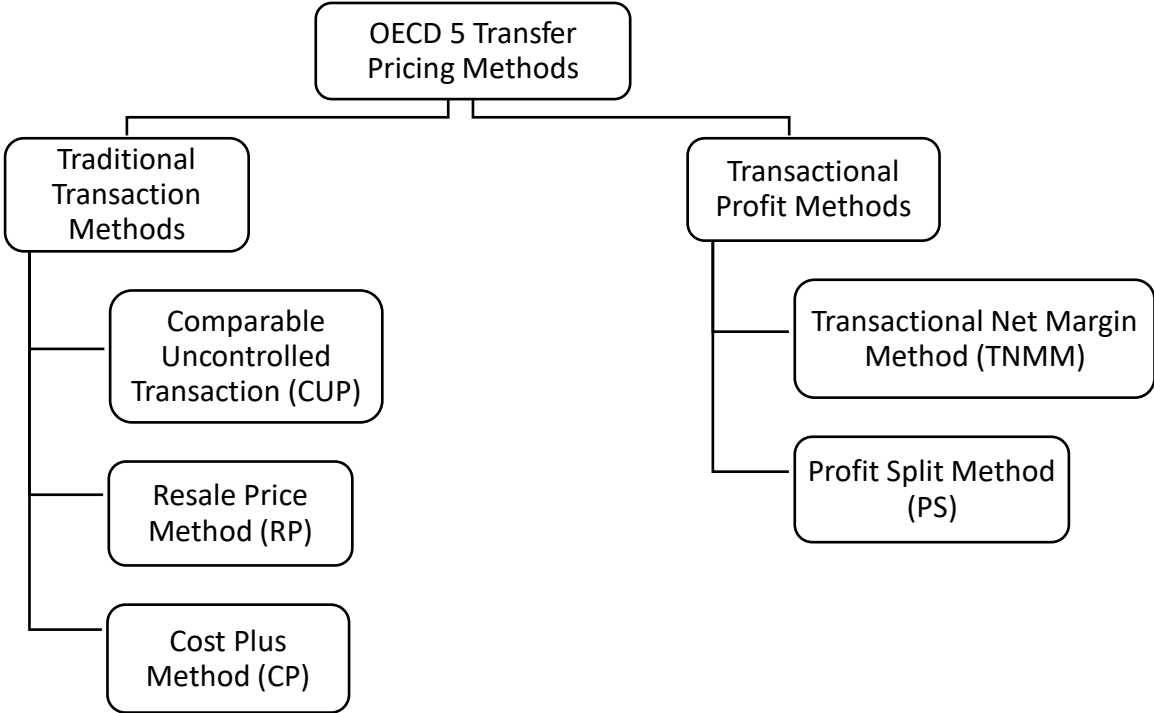 OECD 5 Transfer
Pricing Methods
Traditional
Transaction
Methods
Comparable
Uncontrolled
Transaction (CUP)
Resale Price
Method (RP)
Cost Plus
Method (CP)
Transactional
Profit Methods
Transactional Net Margin
Method (TNMM)
Profit Split Method
(PS)